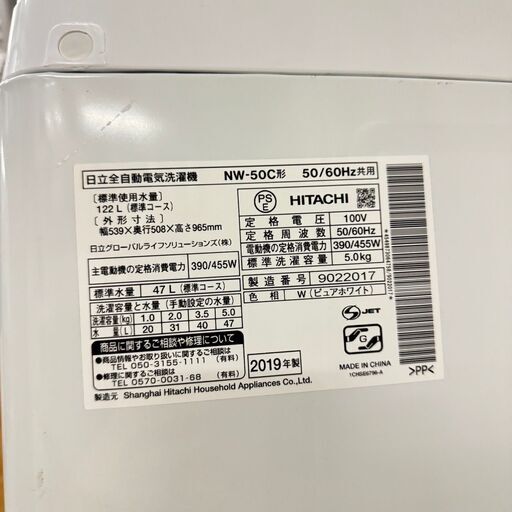 日立全自動電気洗濯機 NW-50C形 50/60Hz共用
〔標準使用水量〕
122 L (標準コース)
〔外形寸法〕
幅539×奥行508×高さ965mm
日立グローバルライフソリューションズ(株)
主電動機の定格消費電力 390/455W
標準水量 47 L (標準コース)
洗濯容量と水量 (手動設定の水量)
洗濯容量 kg 1.0 2.0 3.5 5.0
水量 L 20 31 40 47
商品に関するご相談や修理について
●商品情報やお取り扱いに関するご相談
TEL 050-3155-1111 (有料)
●修理に関するご相談
TEL 0570-0031-68 (有料)
製造元 Shanghai Hitachi Household Appliances Co., Ltd.
PS E HITACHI
定格電圧 100V
定格周波数 50/60Hz
電動機の定格消費電力 390/455W
標準洗濯容量 5.0kg
製造番号 9022017
色相 W (ピュアホワイト)
2019年製
S JET
G
MADE IN CHINA
1CHSE6796-A
>PP<